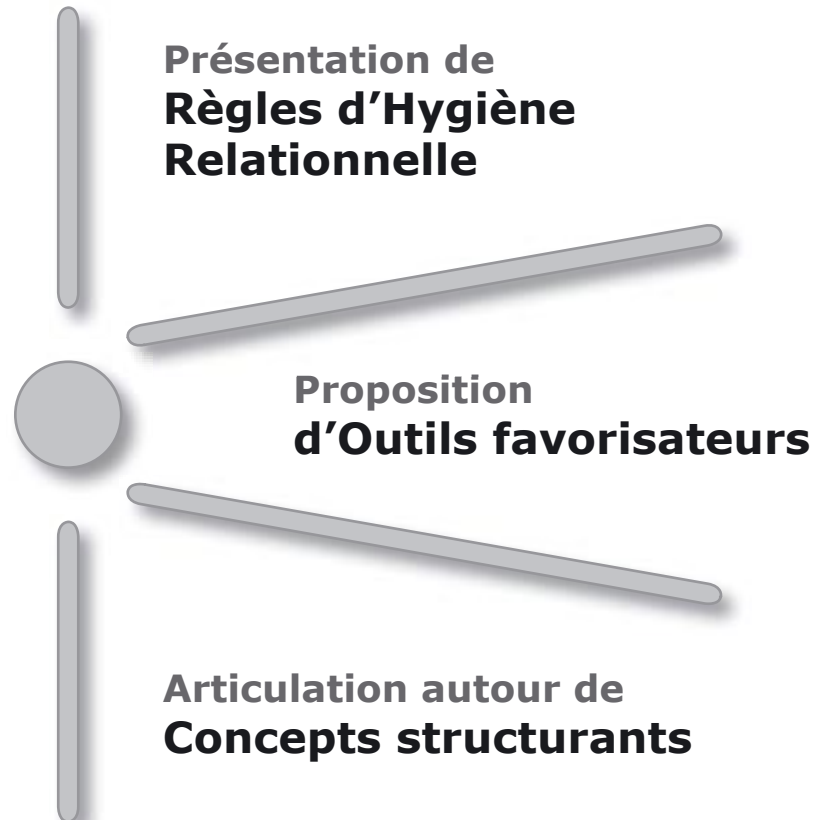 Présentation de
Règles d’Hygiène
Relationnelle
Proposition
d’Outils favorisateurs
Articulation autour de
Concepts structurants